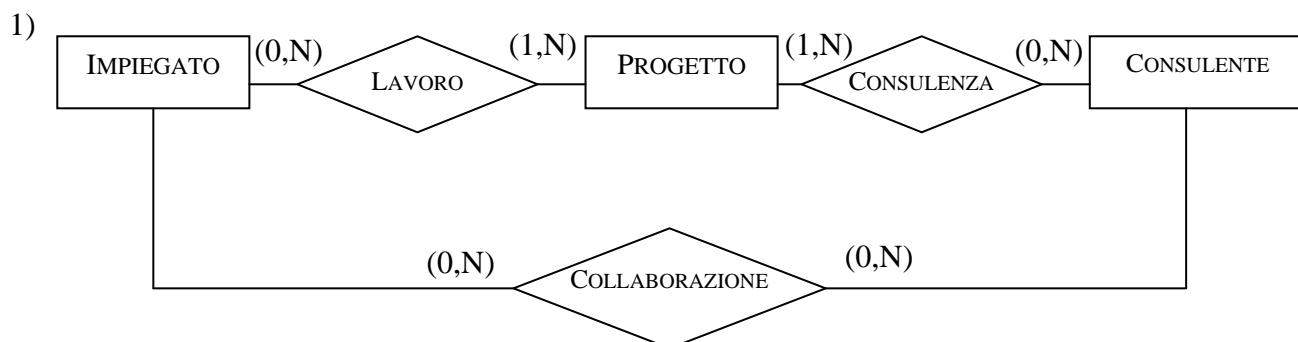 1)
(0,N) (1,N) (1,N) (0,N)
IMPIEGATO LAVORO PROGETTO CONSULENZA CONSULENTE
(0,N) COLLABORAZIONE (0,N)